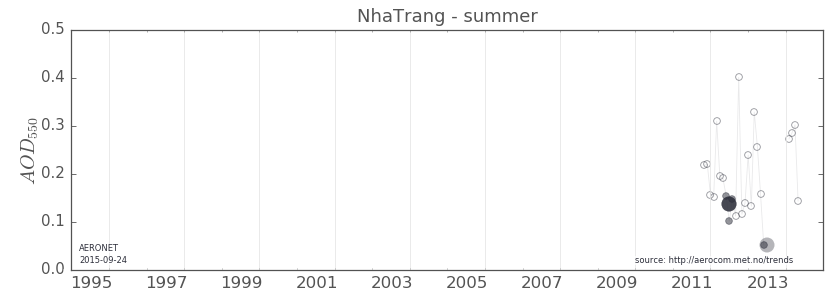 NhaTrang - summer
0.5
0.4
0.3
0.2
0.1
0.0
AOD550
AERONET
2015-09-24
source: http://aerocom.met.no/trends
1995 1997 1999 2001 2003 2005 2007 2009 2011 2013